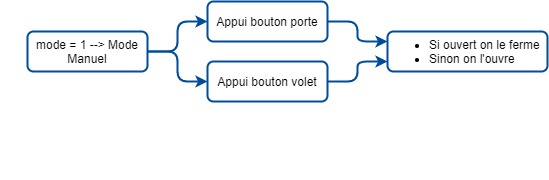 mode = 1 --> Mode
Manuel
Appui bouton porte
Appui bouton volet
• Si ouvert on le ferme
• Sinon on l'ouvre